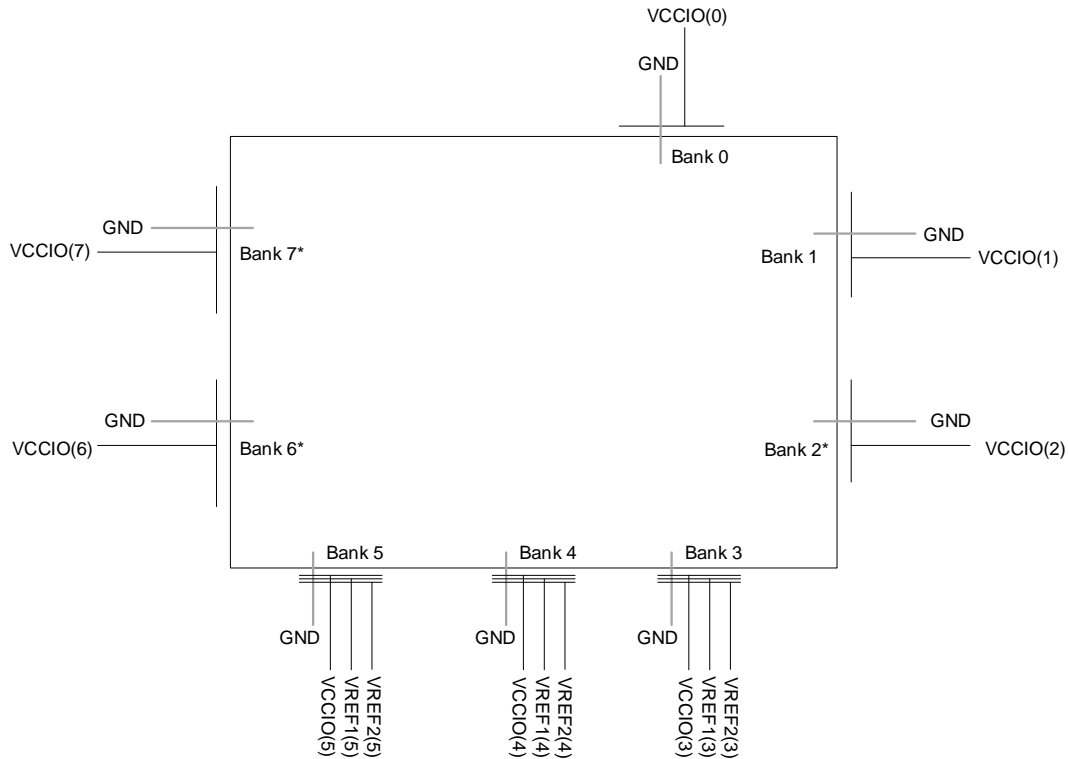 VCCIO(0)
GND
Bank 0
GND
VCCIO(7)
Bank 7*
Bank 1
GND
VCCIO(1)
GND
VCCIO(6)
Bank 6*
Bank 2*
GND
VCCIO(2)
Bank 5
Bank 4
Bank 3
GND
GND
GND
VCCIO(5)
VREF1(5)
VREF2(5)
VCCIO(4)
VREF1(4)
VREF2(4)
VCCIO(3)
VREF1(3)
VREF2(3)